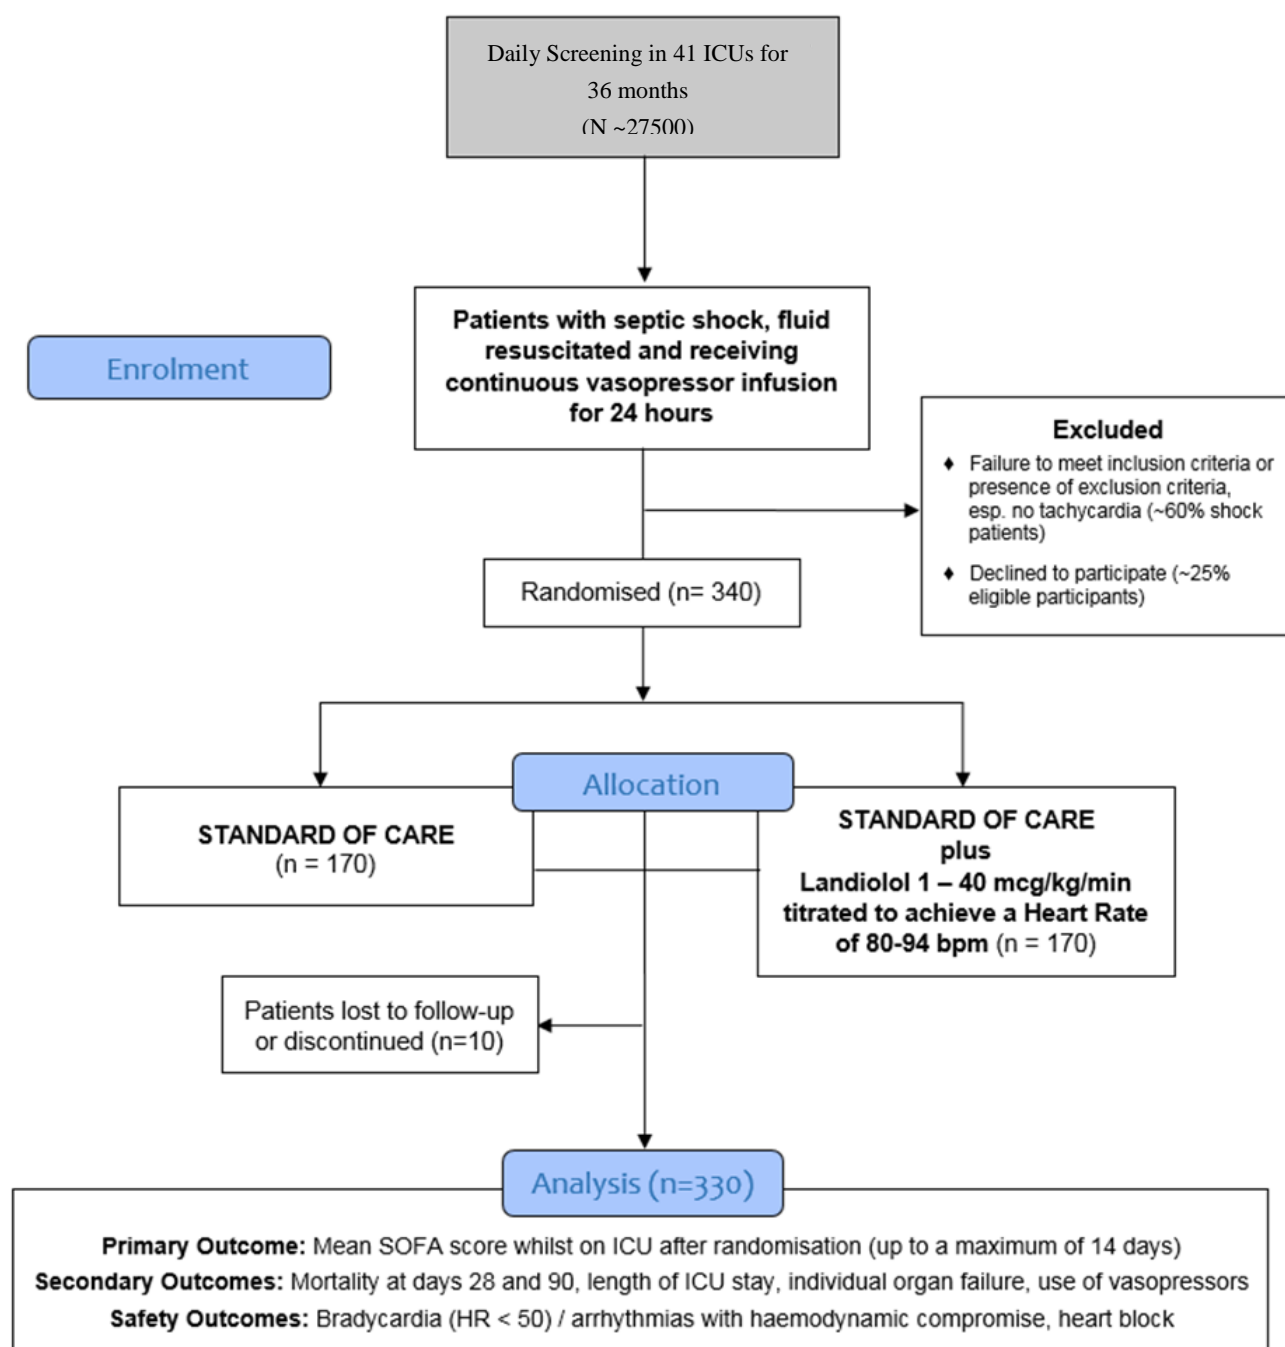 Daily Screening in 41 ICUs for
36 months
(N ~27500)
Patients with septic shock, fluid
resuscitated and receiving
continuous vasopressor infusion
for 24 hours
Enrolment
Excluded
♦ Failure to meet inclusion criteria or
presence of exclusion criteria,
esp. no tachycardia (~60% shock
patients)
♦ Declined to participate (~25%
eligible participants)
Randomised (n= 340)
Allocation
STANDARD OF CARE
(n = 170)
STANDARD OF CARE
plus
Landiolol 1 – 40 mcg/kg/min
titrated to achieve a Heart Rate
of 80-94 bpm (n = 170)
Patients lost to follow-up
or discontinued (n=10)
Analysis (n=330)
Primary Outcome: Mean SOFA score whilst on ICU after randomisation (up to a maximum of 14 days)
Secondary Outcomes: Mortality at days 28 and 90, length of ICU stay, individual organ failure, use of vasopressors
Safety Outcomes: Bradycardia (HR < 50) / arrhythmias with haemodynamic compromise, heart block